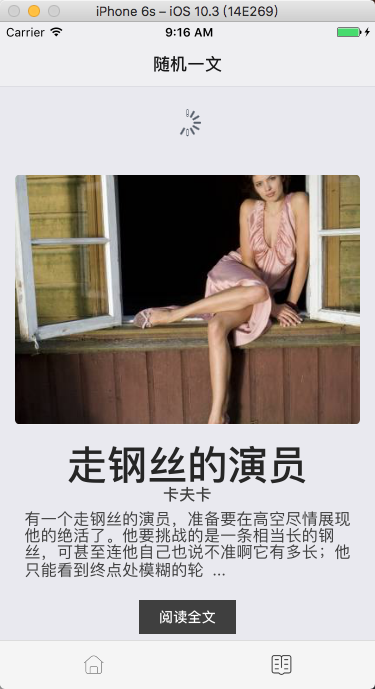 iPhone 6s – iOS 10.3 (14E269)
Carrier 9:16 AM
随机一文
走钢丝的演员
卡夫卡
有一个走钢丝的演员，准备要在高空尽情展现
他的绝活了。他要挑战的是一条相当长的钢
丝，可甚至连他自己也说不准啊它有多长；他
只能看到终点处模糊的轮 ...
阅读全文